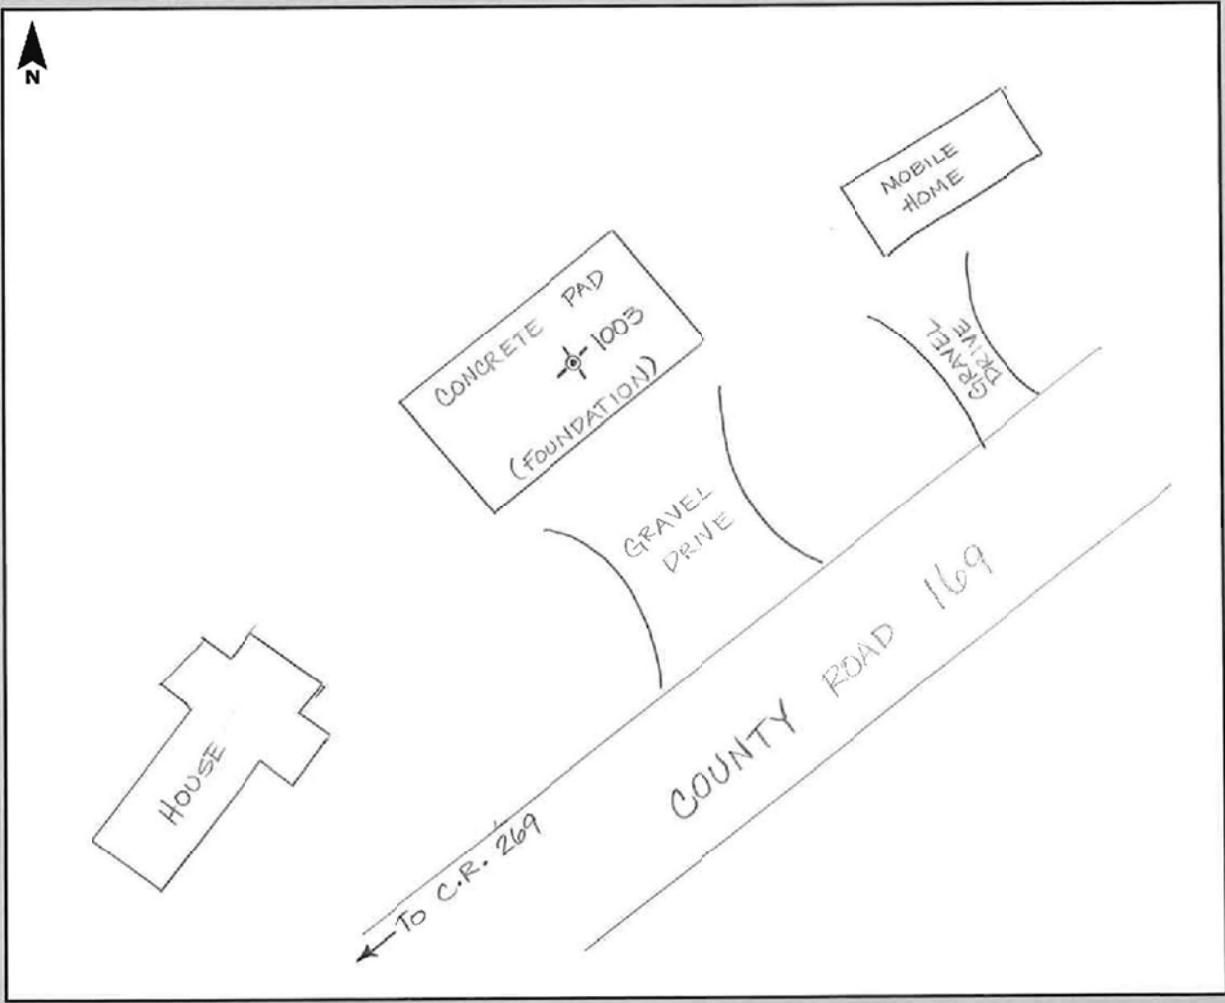 N
MOBILE
HOME
CONCRETE PAD
1003
(FOUNDATION)
GRAVEL
DRIVE
GRAVEL
DRIVE
HOUSE
COUNTY ROAD 169
TO C.R. 269